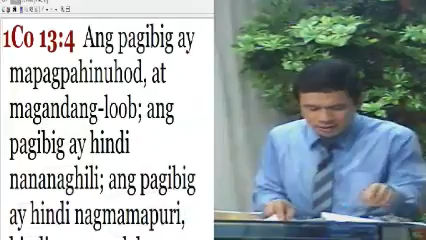 1Co 13:4 Ang pagibig ay
mapagpahinuhod, at
magandang-loob; ang
pagibig ay hindi
nananaghili; ang pagibig
ay hindi nagmamapuri,